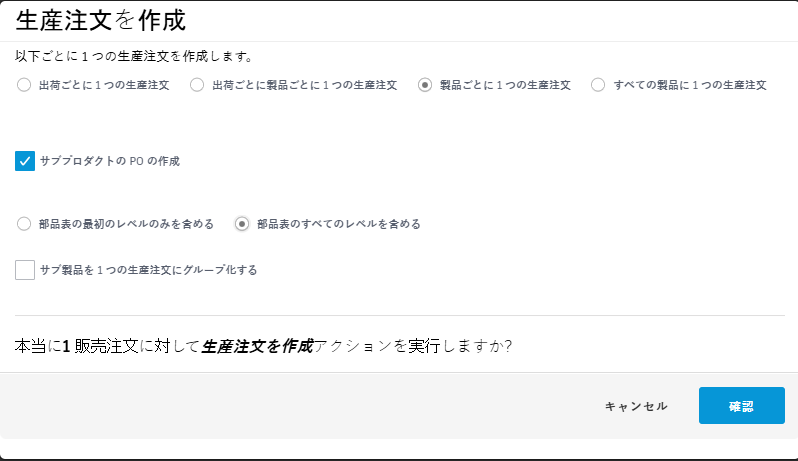 生産注文を作成
以下ごとに 1 つの生産注文を作成します。
出荷ごとに 1 つの生産注文 出荷ごとに製品ごとに 1 つの生産注文 製品ごとに 1 つの生産注文 すべての製品に 1 つの生産注文
サブプロダクトの PO の作成
部品表の最初のレベルのみを含める 部品表のすべてのレベルを含める
サブ製品を 1 つの生産注文にグループ化する
本当に1 販売注文に対して生産注文を作成アクションを実行しますか?
キャンセル 確認